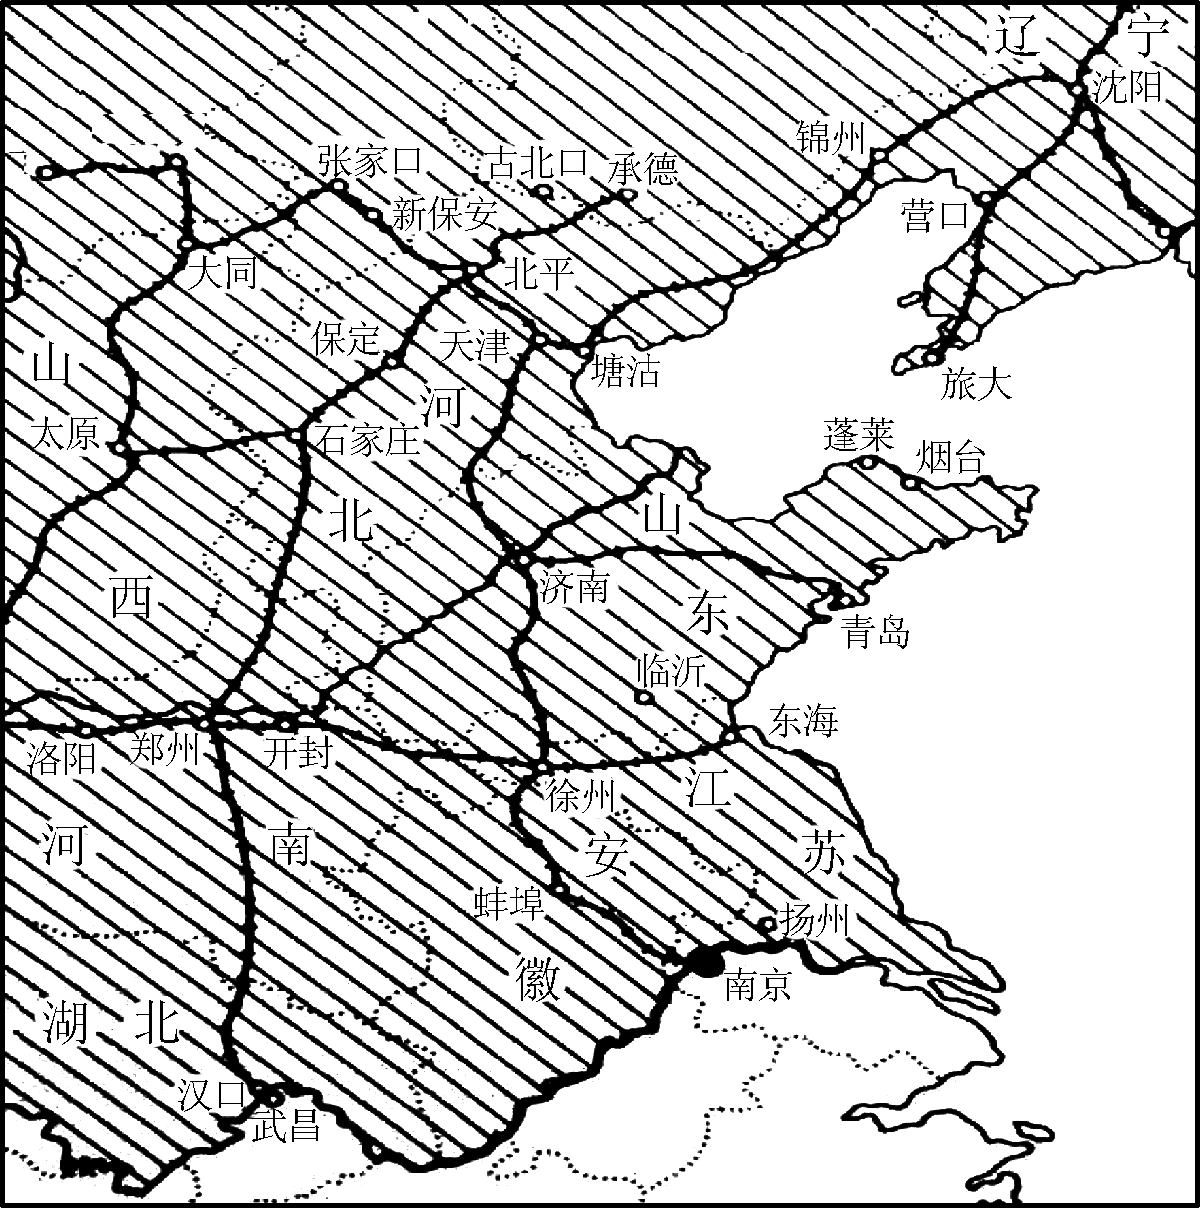 辽宁
沈阳
锦州
张家口
古北口
承德
新保安
营口
大同
北平
保定
天津
塘沽
山
河
旅大
太原
石家庄
蓬莱
烟台
北
山
西
济南
东
青岛
临沂
东海
洛阳
郑州
开封
徐州
江
河
南
安
苏
蚌埠
扬州
徽
南京
湖北
汉口
武昌